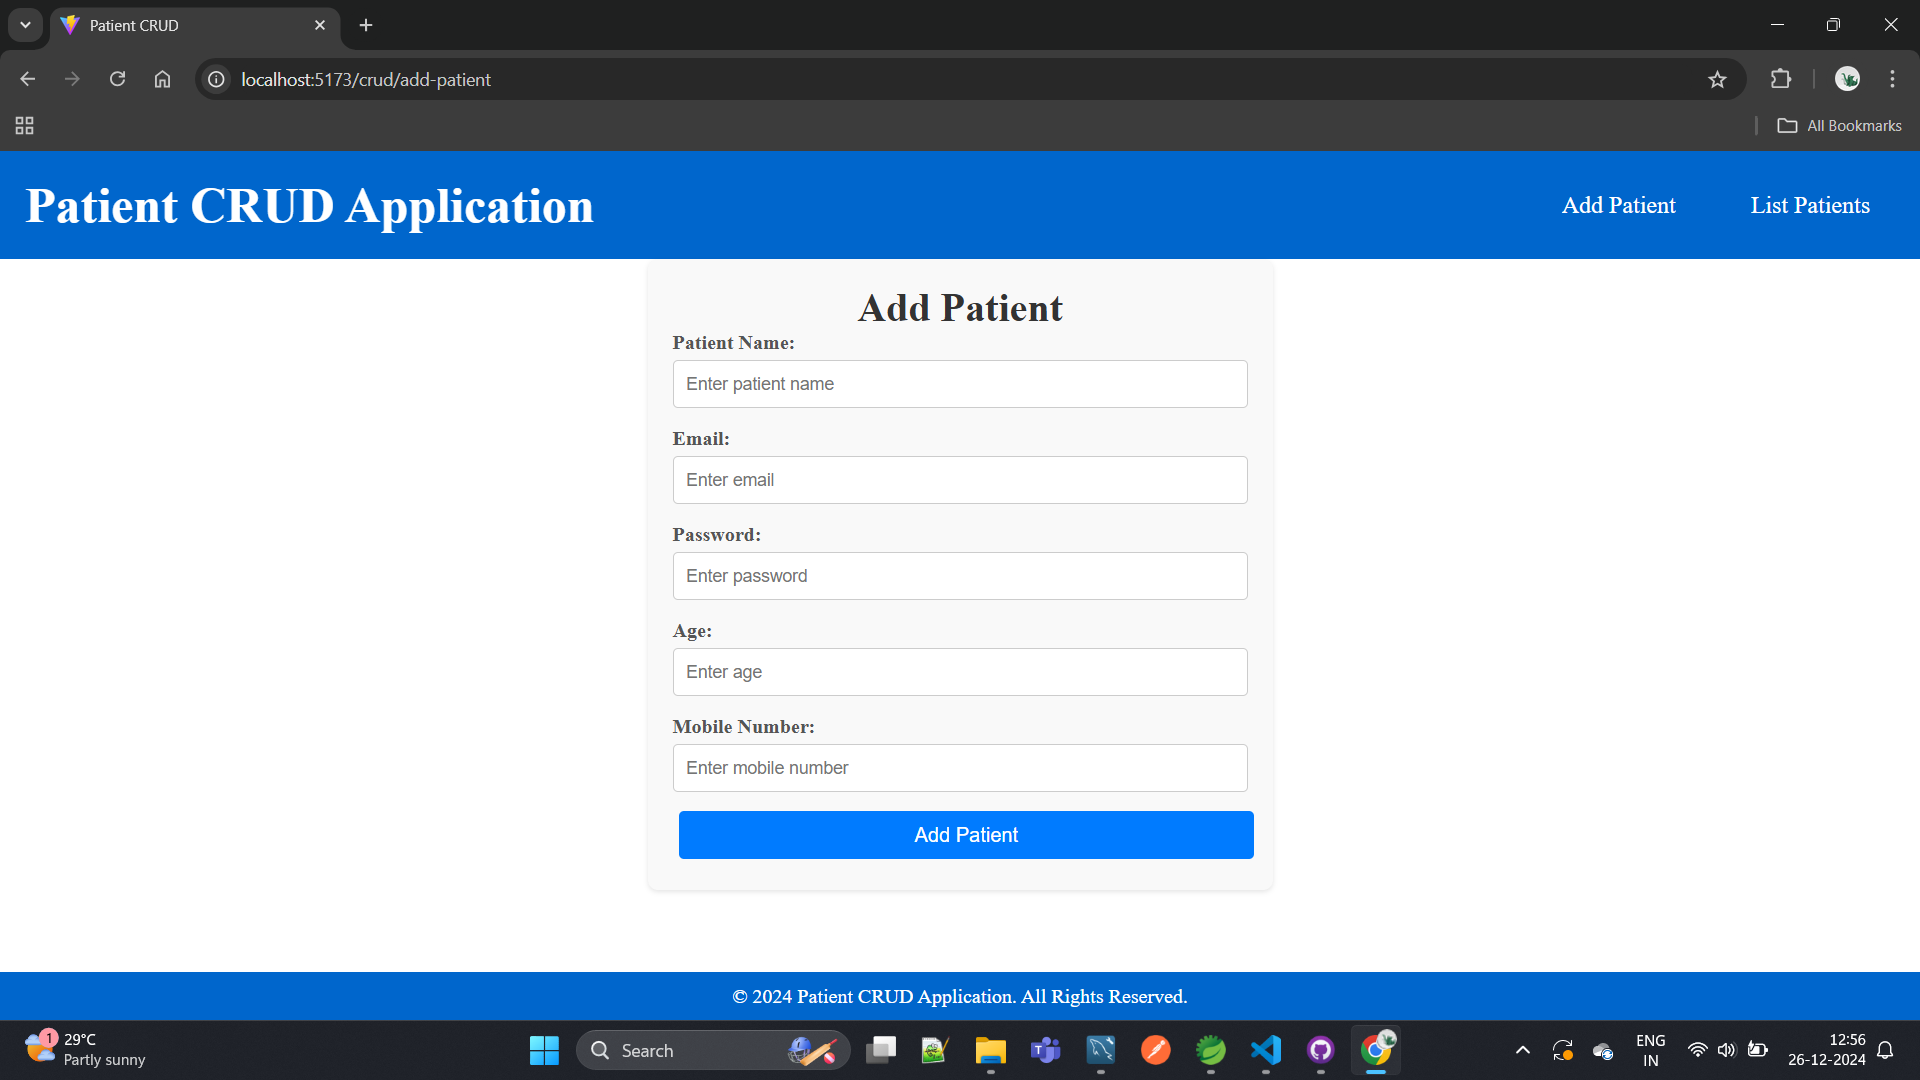 Patient CRUD
localhost:5173/crud/add-patient
All Bookmarks
Patient CRUD Application
Add Patient
List Patients
Add Patient
Patient Name:
Enter patient name
Email:
Enter email
Password:
Enter password
Age:
Enter age
Mobile Number:
Enter mobile number
Add Patient
© 2024 Patient CRUD Application. All Rights Reserved.
1
29°C
Partly sunny
Search
ENG
IN
12:56
26-12-2024